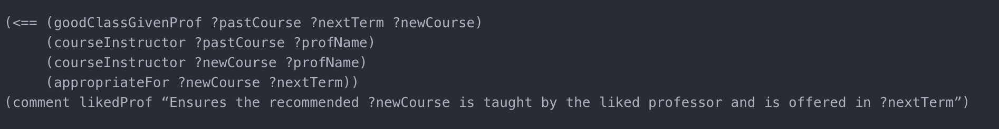 (<== (goodClassGivenProf ?pastCourse ?nextTerm ?newCourse)
     (courseInstructor ?pastCourse ?profName)
     (courseInstructor ?newCourse ?profName)
     (appropriateFor ?newCourse ?nextTerm))
(comment likedProf “Ensures the recommended ?newCourse is taught by the liked professor and is offered in ?nextTerm”)